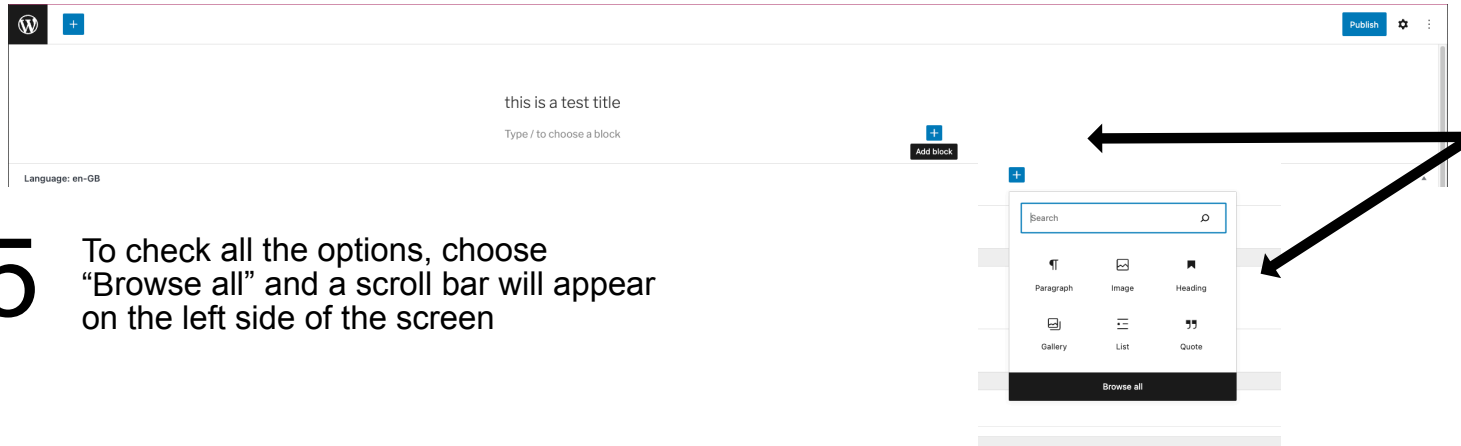 Publish
this is a test title
Type / to choose a block
Add block
Language: en-GB
Search
Paragraph Image Heading
Gallery List Quote
Browse all
5
To check all the options, choose
“Browse all” and a scroll bar will appear
on the left side of the screen